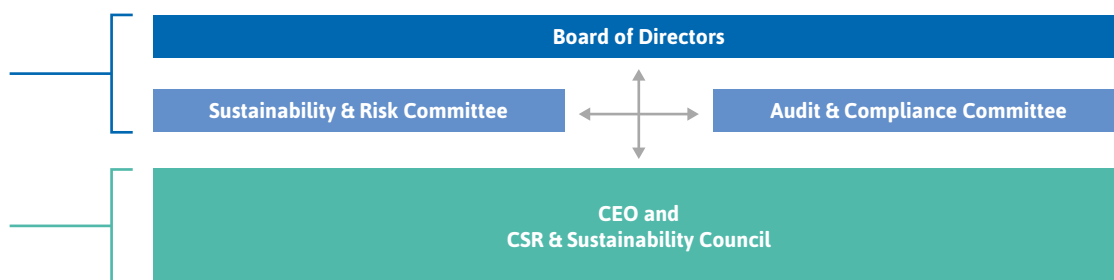 Board of Directors
Sustainability & Risk Committee
Audit & Compliance Committee
CEO and
CSR & Sustainability Council